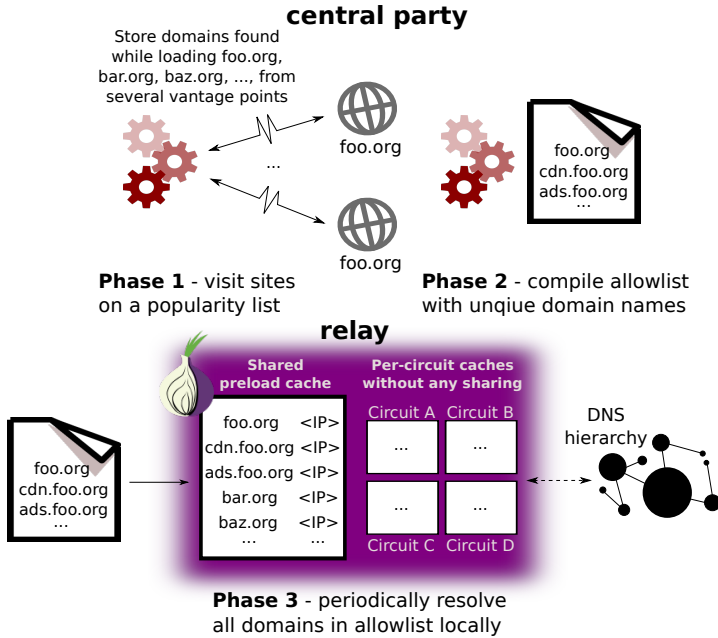 central party
Store domains found
while loading foo.org,
bar.org, baz.org, ..., from
several vantage points
foo.org
...
foo.org
foo.org
cdn.foo.org
ads.foo.org
...
Phase 1 - visit sites
on a popularity list
Phase 2 - compile allowlist
with unqiue domain names
relay
Shared
preload cache
Per-circuit caches
without any sharing
foo.org
cdn.foo.org
ads.foo.org
...
foo.org <IP>
cdn.foo.org <IP>
ads.foo.org <IP>
bar.org <IP>
baz.org <IP>
... ...
Circuit A Circuit B
... ...
... ...
Circuit C Circuit D
DNS
hierarchy
Phase 3 - periodically resolve
all domains in allowlist locally